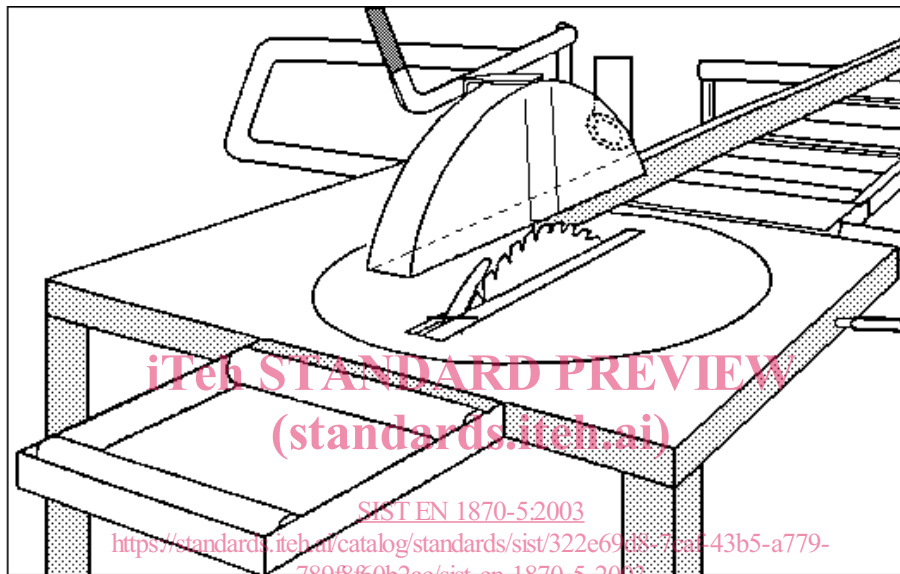 iTeh STANDARD PREVIEW
(standards.iteh.ai)
SIST EN 1870-5:2003
https://standards.iteh.ai/catalog/standards/sist/322e69d8-7eaf-43b5-a779-